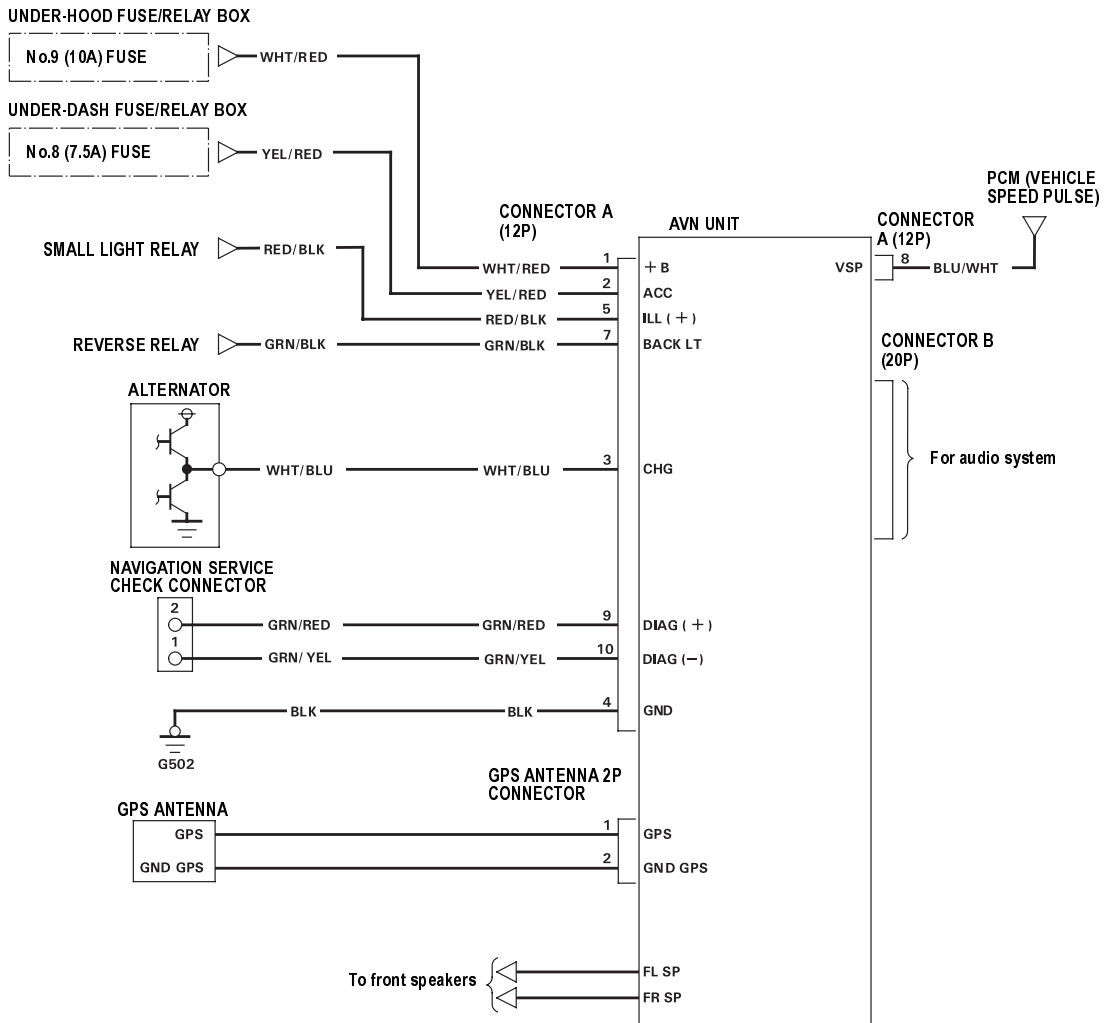 UNDER-HOOD FUSE/RELAY BOX
No.9 (10A) FUSE
WHT/RED
UNDER-DASH FUSE/RELAY BOX
No.8 (7.5A) FUSE
YEL/RED
PCM (VEHICLE
SPEED PULSE)
CONNECTOR A
(12P)
AVN UNIT
CONNECTOR
A (12P)
SMALL LIGHT RELAY
RED/BLK
WHT/RED
1
+ B
VSP
8
BLU/WHT
YEL/RED
2
ACC
RED/BLK
5
ILL ( + )
REVERSE RELAY
GRN/BLK
GRN/BLK
7
BACK LT
CONNECTOR B
(20P)
ALTERNATOR
WHT/BLU
WHT/BLU
3
CHG
For audio system
NAVIGATION SERVICE
CHECK CONNECTOR
2
GRN/RED
GRN/RED
9
DIAG ( + )
1
GRN/ YEL
GRN/YEL
10
DIAG (−)
BLK
BLK
4
GND
G502
GPS ANTENNA 2P
CONNECTOR
GPS ANTENNA
GPS
1
GPS
GND GPS
2
GND GPS
To front speakers
FL SP
FR SP